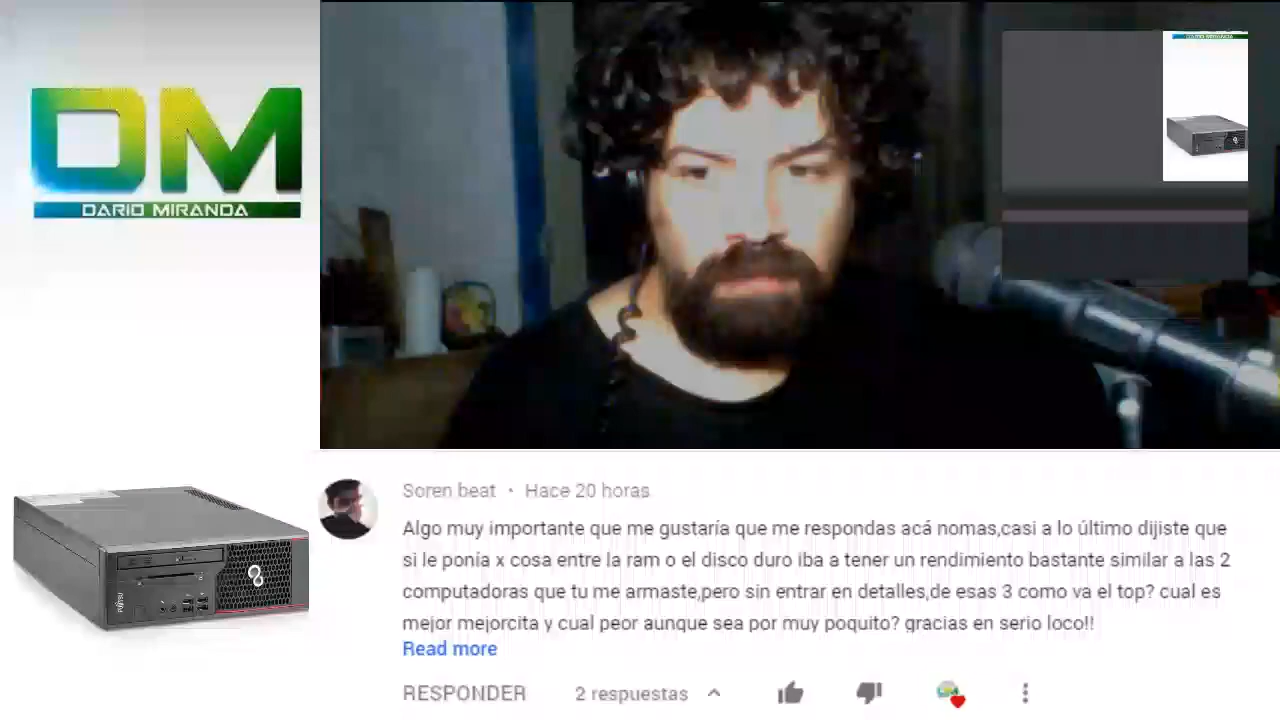 DM
DARIO MIRANDA
DARIO MIRANDA
Soren beat · Hace 20 horas
Algo muy importante que me gustaría que me respondas acá nomas,casi a lo último dijiste que
si le ponía x cosa entre la ram o el disco duro iba a tener un rendimiento bastante similar a las 2
computadoras que tu me armaste,pero sin entrar en detalles,de esas 3 como va el top? cual es
mejor mejorcita y cual peor aunque sea por muy poquito? gracias en serio loco!!
Read more
RESPONDER 2 respuestas
FUJITSU